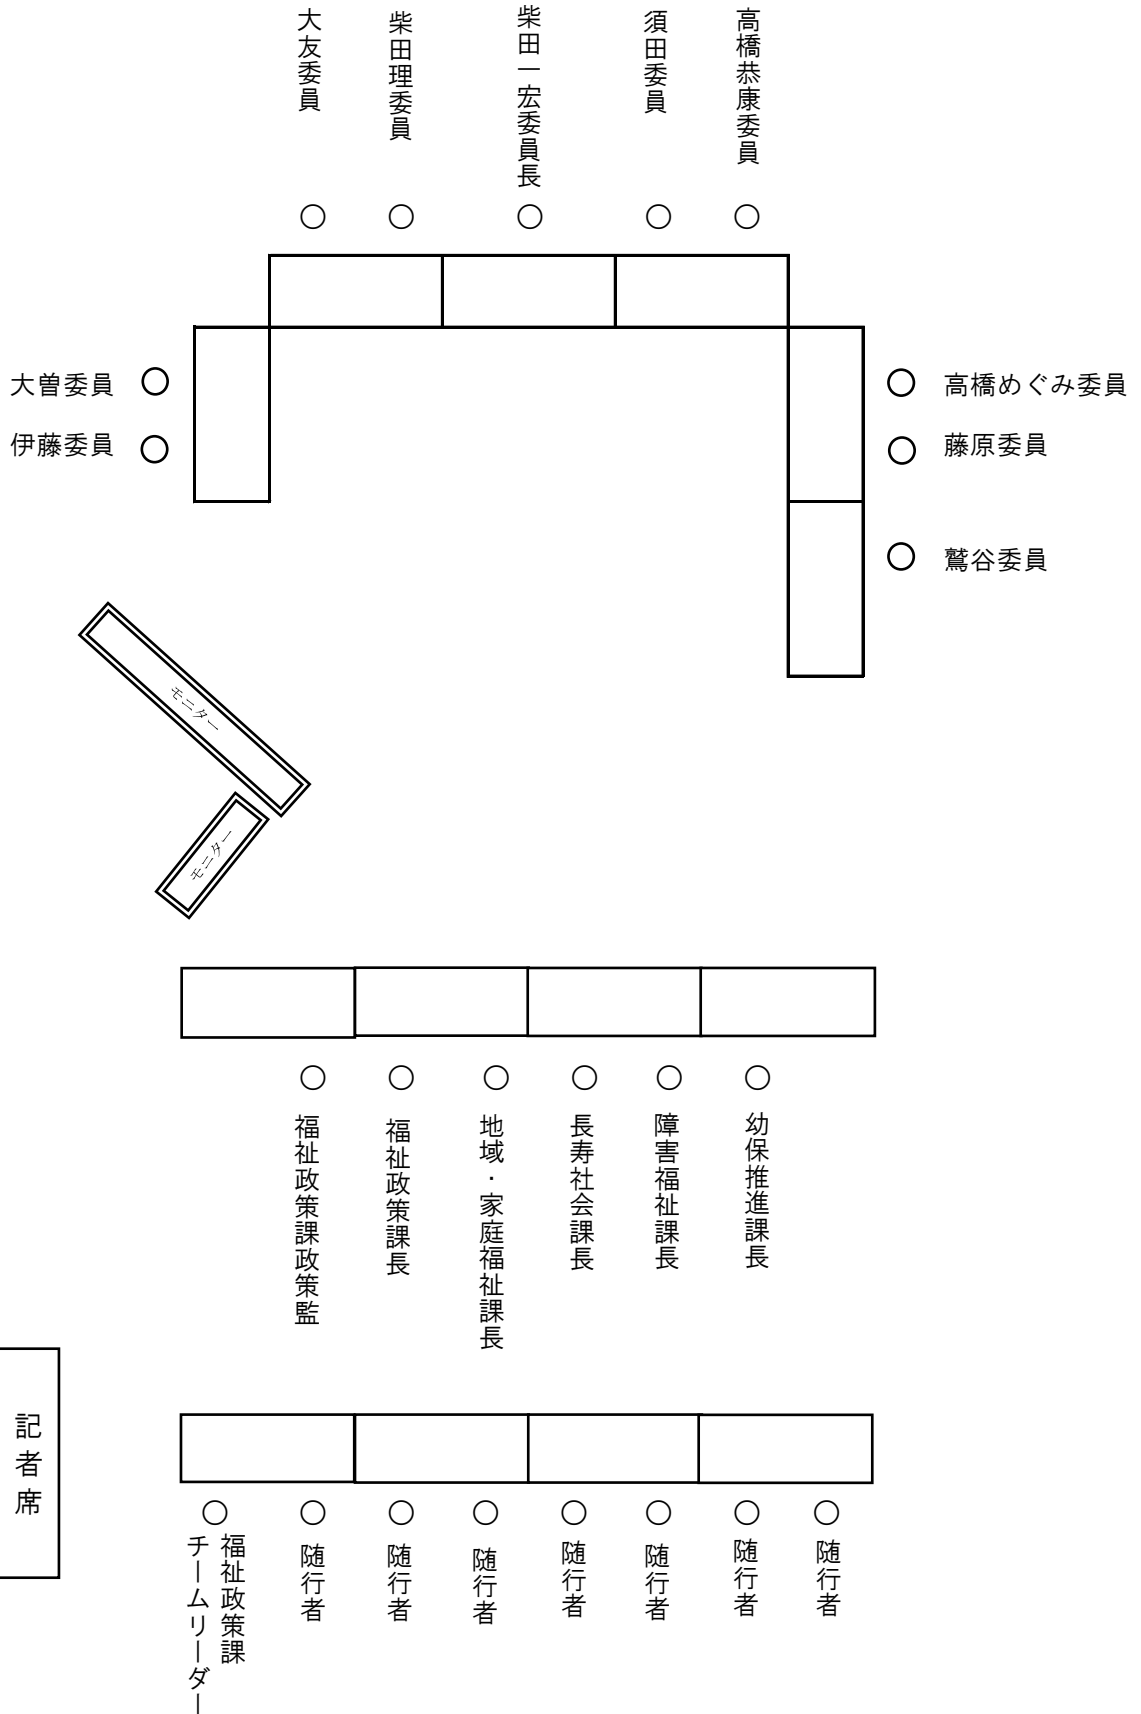 大友委員
柴田理委員
柴田一宏委員長
須田委員
高橋恭康委員
大曽委員
高橋めぐみ委員
伊藤委員
藤原委員
鷲谷委員
モニター
モニター
福祉政策課政策監
福祉政策課長
地域・家庭福祉課長
長寿社会課長
障害福祉課長
幼保推進課長
記者席
福祉政策課
チームリーダー
随行者
随行者
随行者
随行者
随行者
随行者
随行者